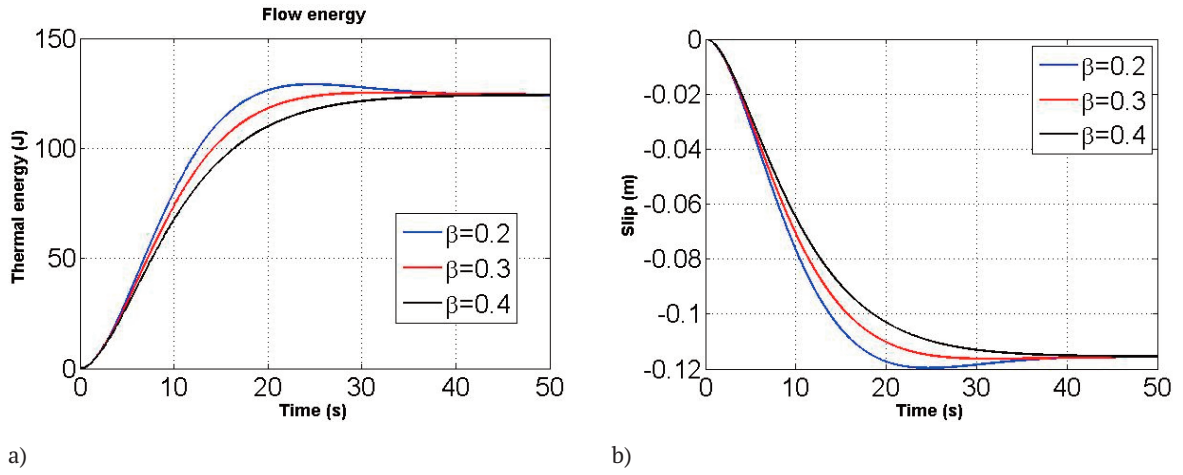 Flow energy
150
100
50
0
0 10 20 30 40 50
Thermal energy (J)
Time (s)
β=0.2
β=0.3
β=0.4
a)
0
-0.02
-0.04
-0.06
-0.08
-0.1
-0.12
0 10 20 30 40 50
Slip (m)
Time (s)
β=0.2
β=0.3
β=0.4
b)